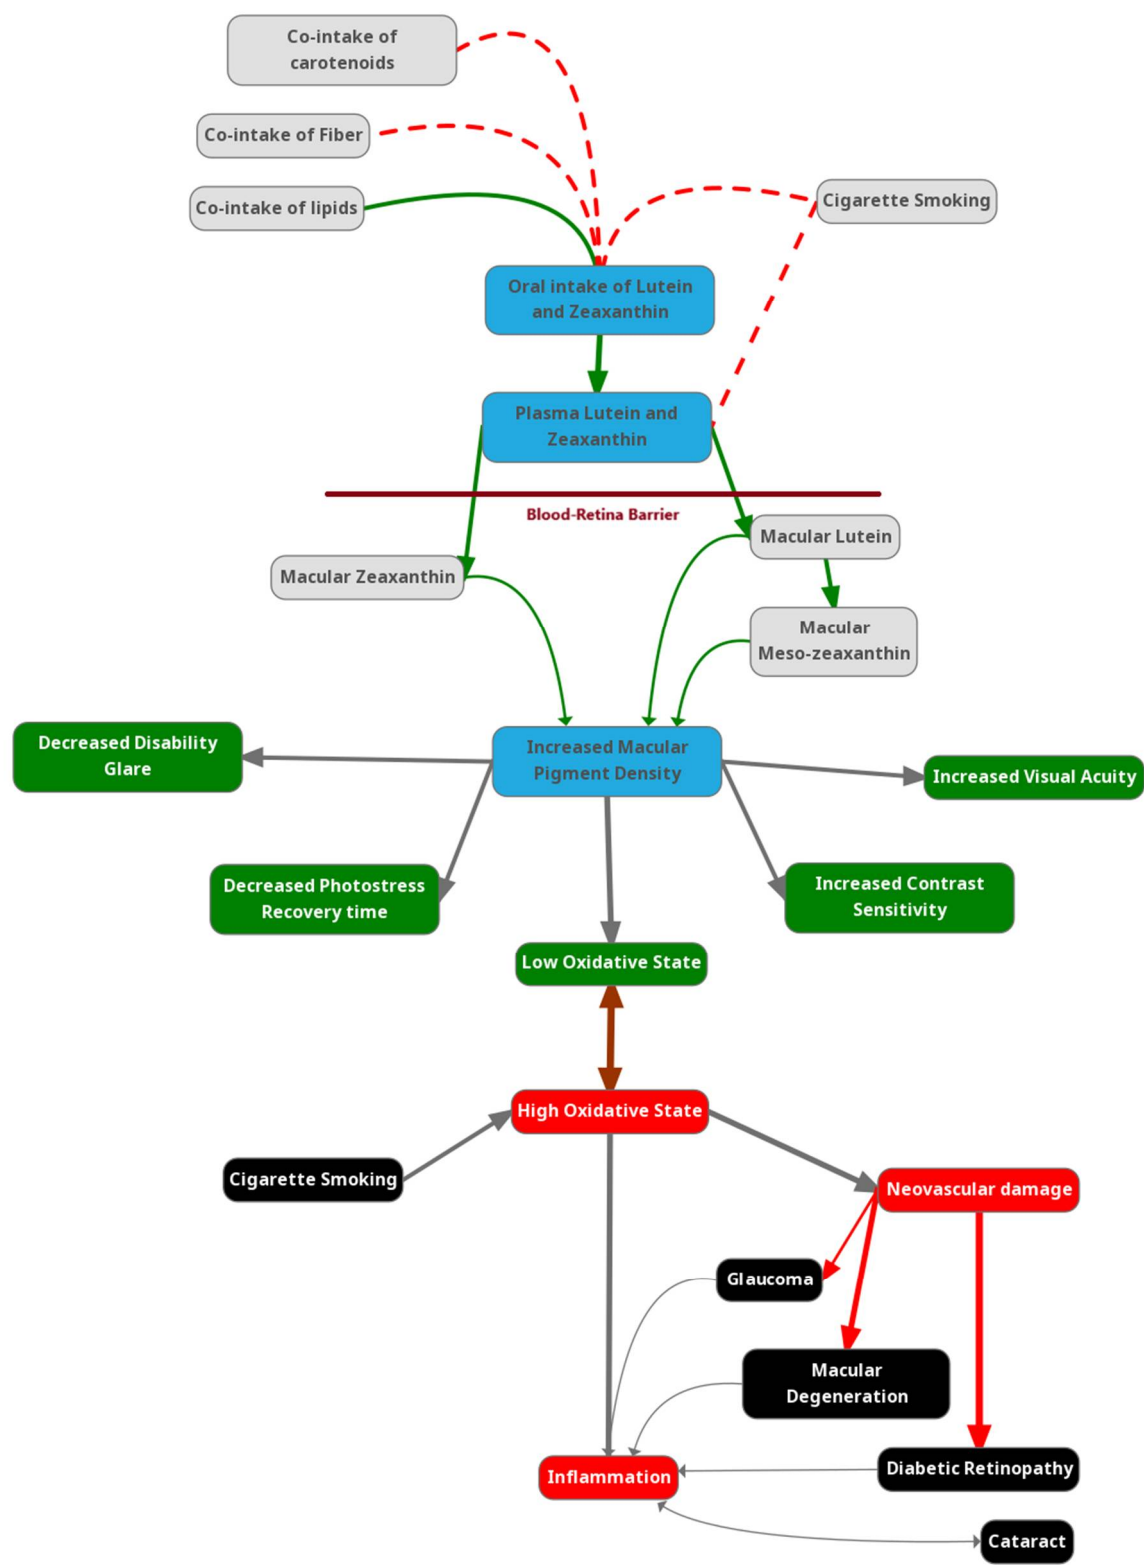 Co-intake of
carotenoids
Co-intake of Fiber
Co-intake of lipids
Cigarette Smoking
Oral intake of Lutein
and Zeaxanthin
Plasma Lutein and
Zeaxanthin
Blood-Retina Barrier
Macular Lutein
Macular Zeaxanthin
Macular
Meso-zeaxanthin
Decreased Disability
Glare
Increased Macular
Pigment Density
Increased Visual Acuity
Decreased Photostress
Recovery time
Increased Contrast
Sensitivity
Low Oxidative State
High Oxidative State
Cigarette Smoking
Neovascular damage
Glaucoma
Macular
Degeneration
Diabetic Retinopathy
Inflammation
Cataract